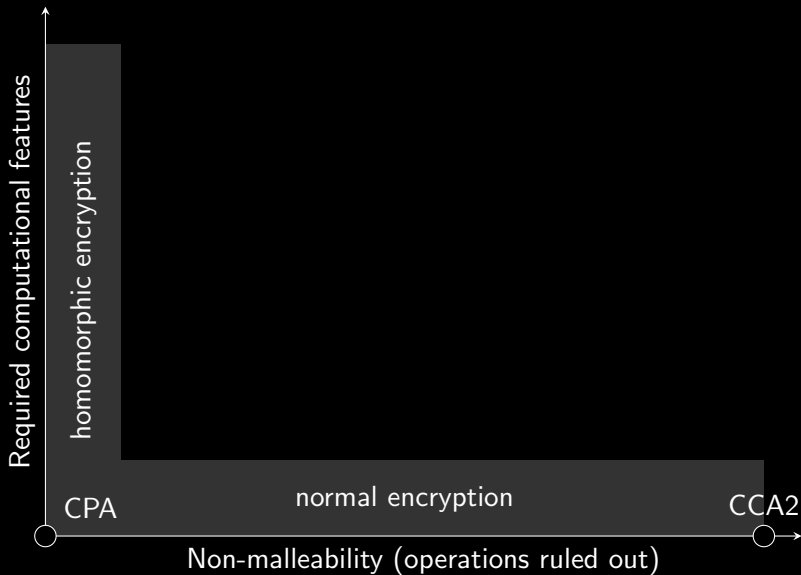 Required computational features
homomorphic encryption
CPA
normal encryption
CCA2
Non-malleability (operations ruled out)